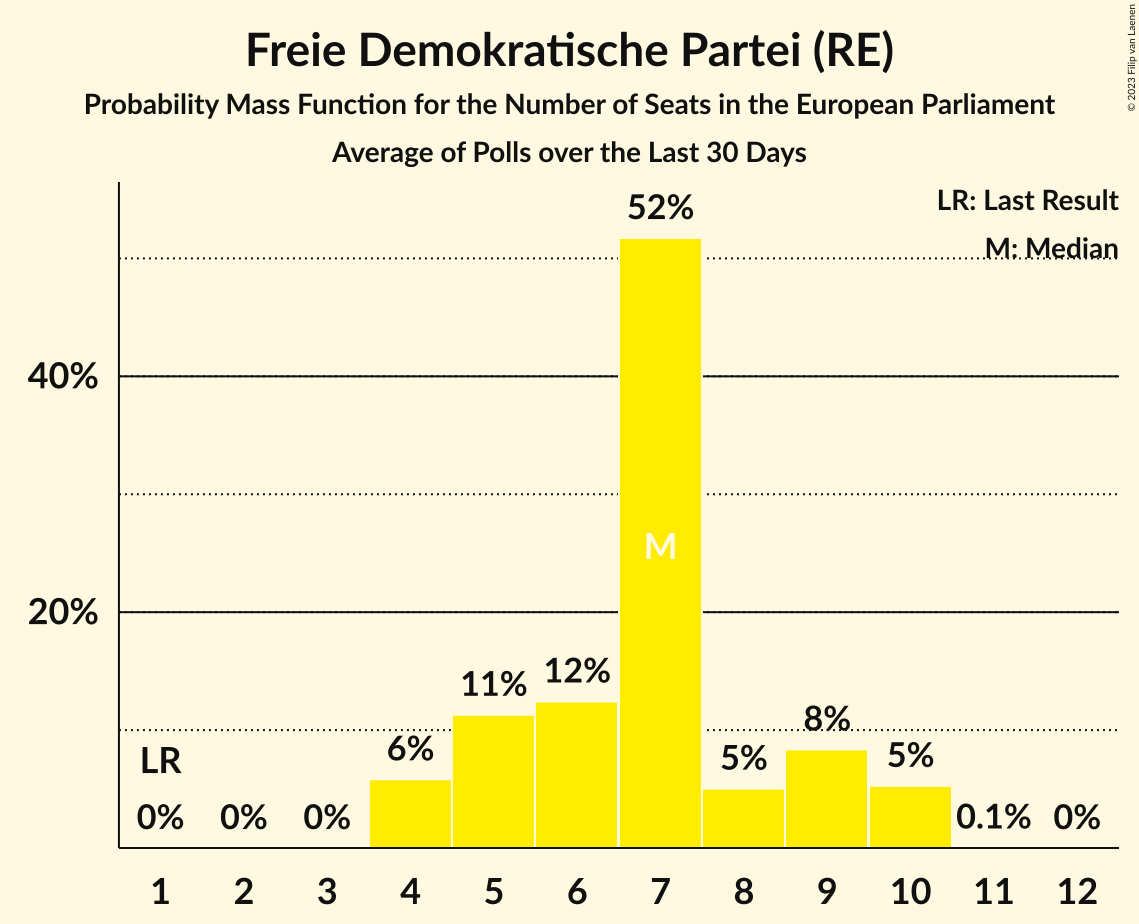 Freie Demokratische Partei (RE)
Probability Mass Function for the Number of Seats in the European Parliament
Average of Polls over the Last 30 Days
© 2023 Filip van Laenen
LR: Last Result
M: Median
52%
40%
M
20%
11%
12%
8%
6%
5%
5%
LR
0%
0%
0%
0.1%
0%
1 2 3 4 5 6 7 8 9 10 11 12